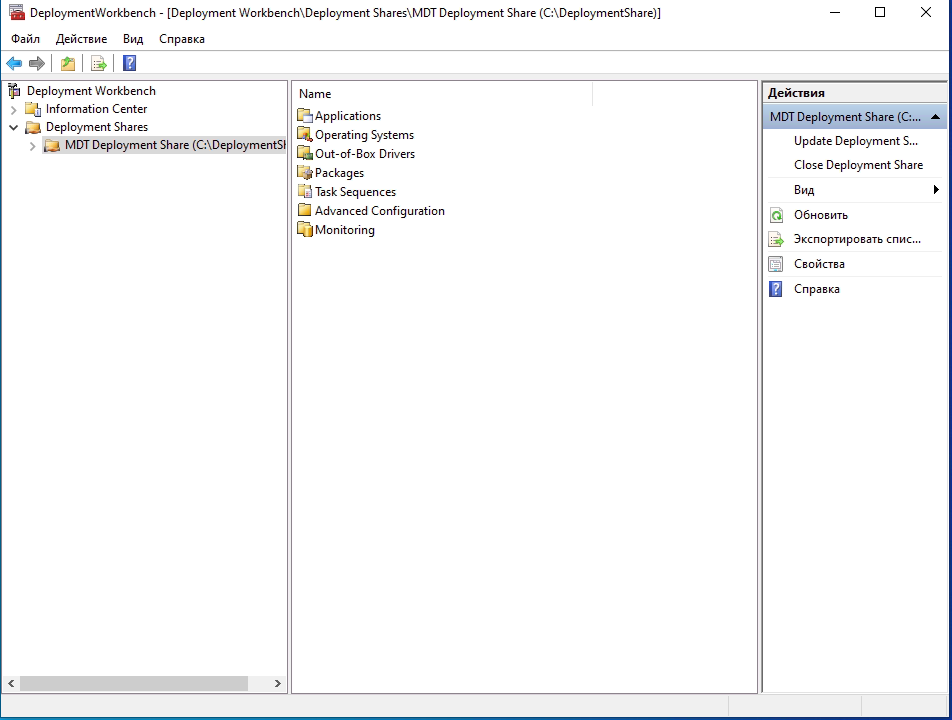 DeploymentWorkbench - [Deployment Workbench\Deployment Shares\MDT Deployment Share (C:\DeploymentShare)]
Файл Действие Вид Справка
Deployment Workbench
Information Center
Deployment Shares
MDT Deployment Share (C:\DeploymentSh
Name
Applications
Operating Systems
Out-of-Box Drivers
Packages
Task Sequences
Advanced Configuration
Monitoring
Действия
MDT Deployment Share (C:...
Update Deployment S...
Close Deployment Share
Вид
Обновить
Экспортировать спис...
Свойства
Справка